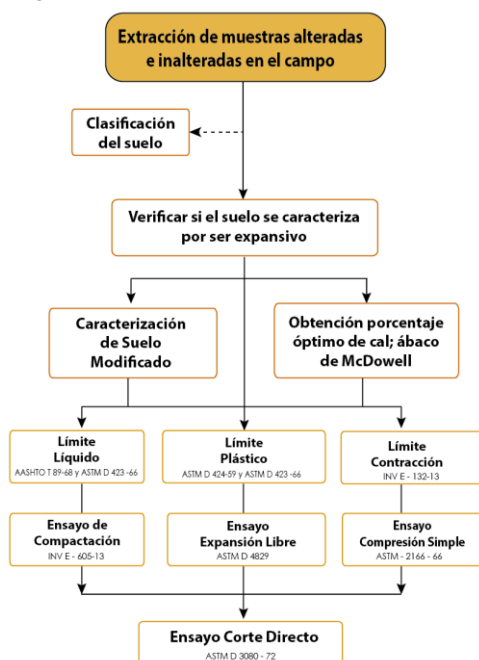 Extracción de muestras alteradas
e inalteradas en el campo
Clasificación
del suelo
Verificar si el suelo se caracteriza
por ser expansivo
Caracterización
de Suelo
Modificado
Obtención porcentaje
óptimo de cal; ábaco
de McDowell
Límite
Líquido
AASHTO T 89-68 y ASTM D 423 -66
Límite
Plástico
ASTM D 424-59 y ASTM D 423 -66
Límite
Contracción
INV E - 132-13
Ensayo de
Compactación
INV E - 605-13
Ensayo
Expansión Libre
ASTM D 4829
Ensayo
Compresión Simple
ASTM - 2166 - 66
Ensayo Corte Directo
ASTM D 3080 - 72